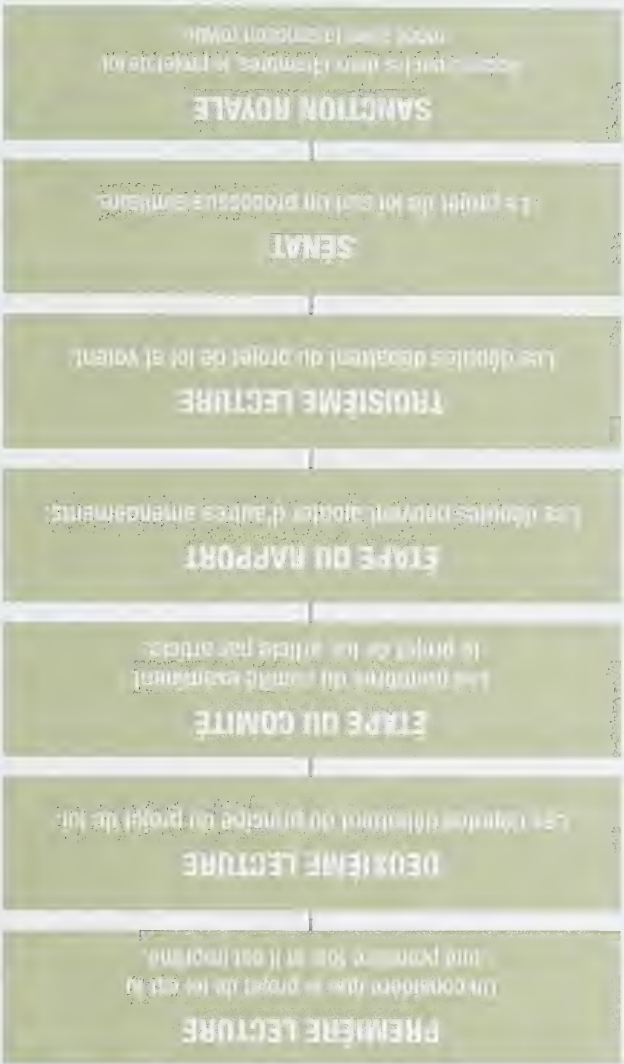 PREMIÈRE LECTURE
On considère que le projet de loi est lu
une première fois et il est imprimé.
DEUXIÈME LECTURE
Les députés débattent du principe du projet de loi.
ÉTAPE DU COMITÉ
Les membres du comité examinent
le projet de loi article par article.
ÉTAPE DU RAPPORT
Les députés peuvent ajouter d'autres amendements.
TROISIÈME LECTURE
Les députés débattent du projet de loi et votent.
SÉNAT
Le projet de loi suit un processus similaire.
SANCTION ROYALE
les deux Chambres, le projet de loi
la sanction royale.